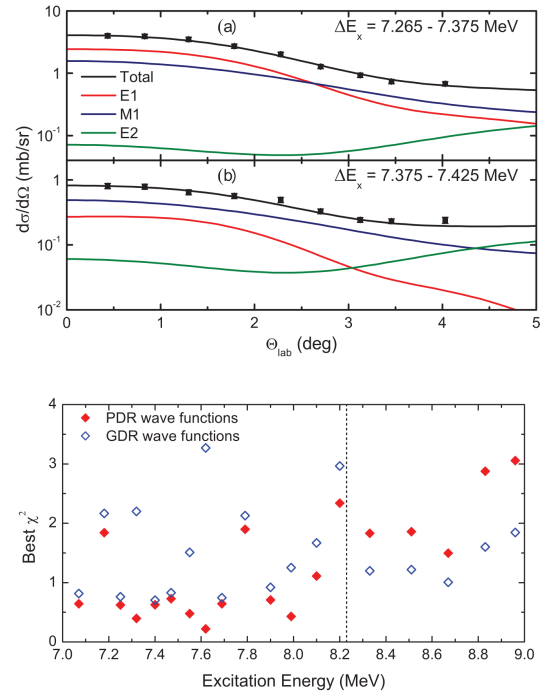 (a)
ΔE_x = 7.265 - 7.375 MeV
Total
E1
M1
E2
10
1
10^-1
(b)
ΔE_x = 7.375 - 7.425 MeV
1
10^-1
10^-2
dσ/dΩ (mb/sr)
0 1 2 3 4 5
Θ_lab (deg)
PDR wave functions
GDR wave functions
4
3
2
1
0
Best χ^2
7.0 7.2 7.4 7.6 7.8 8.0 8.2 8.4 8.6 8.8 9.0
Excitation Energy (MeV)